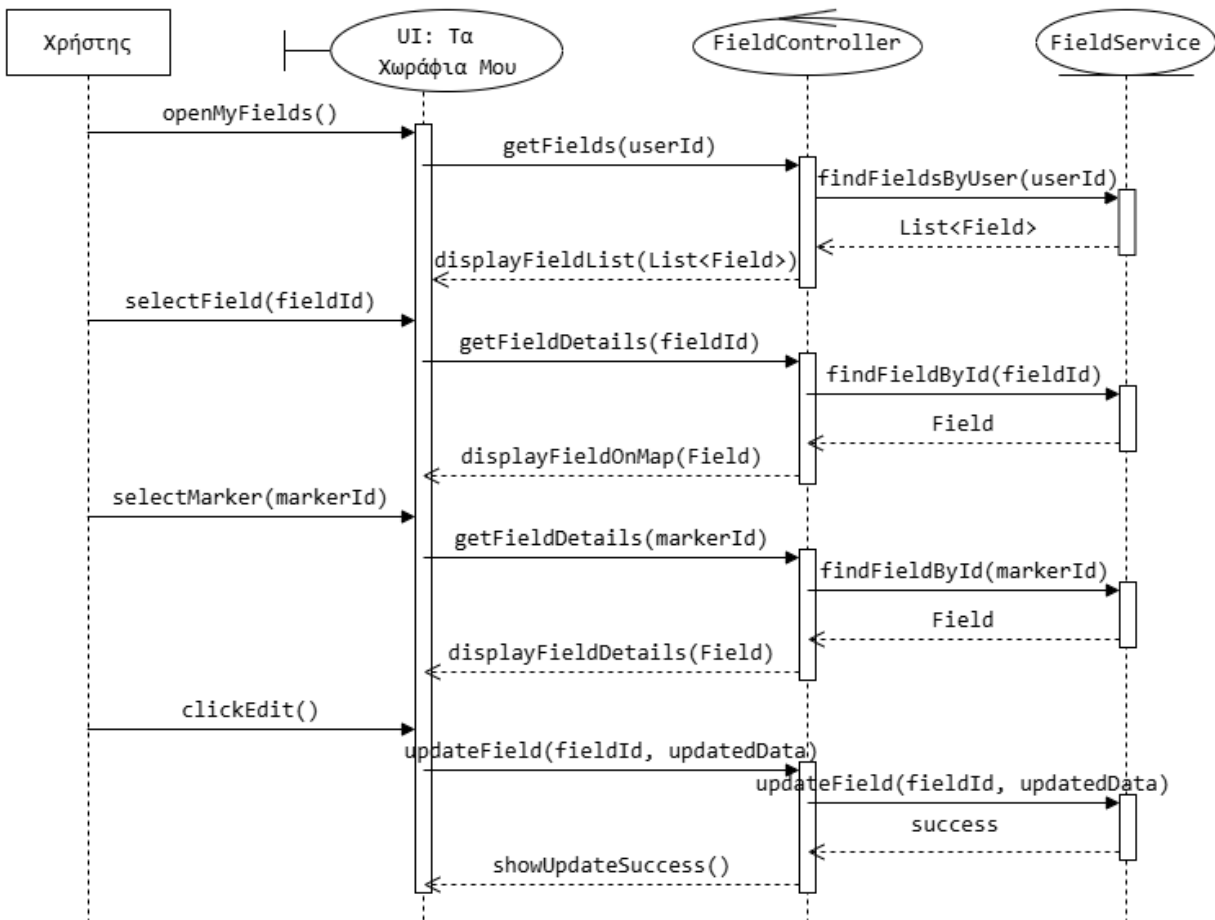 Χρήστης
UI: Τα
Χωράφια Μου
FieldController
FieldService
openMyFields()
getFields(userId)
findFieldsByUser(userId)
List<Field>
displayFieldList(List<Field>)
selectField(fieldId)
getFieldDetails(fieldId)
findFieldById(fieldId)
Field
displayFieldOnMap(Field)
selectMarker(markerId)
getFieldDetails(markerId)
findFieldById(markerId)
Field
displayFieldDetails(Field)
clickEdit()
updateField(fieldId, updatedData)
updateField(fieldId, updatedData)
success
showUpdateSuccess()